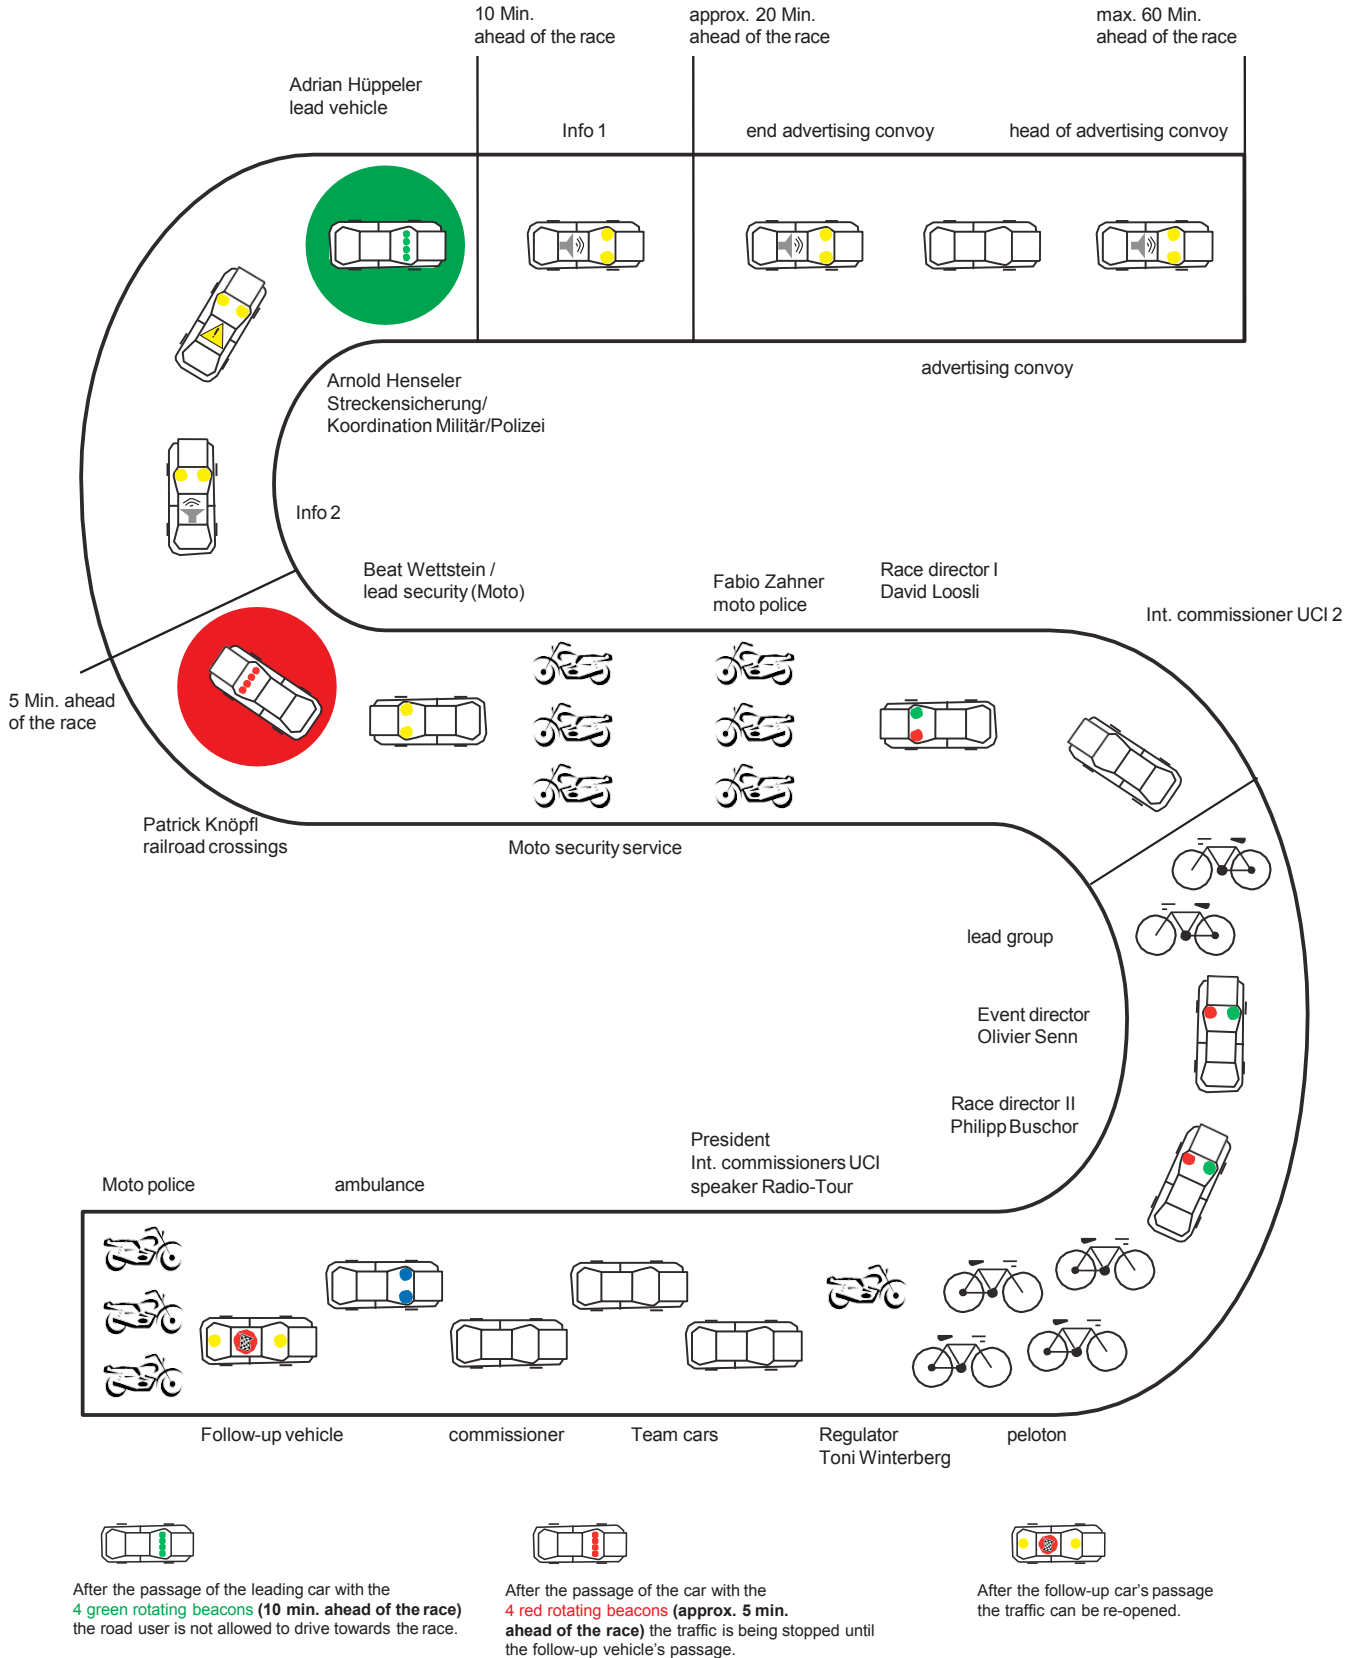 10 Min.
ahead of the race
approx. 20 Min.
ahead of the race
max. 60 Min.
ahead of the race
Adrian Hüppeler
lead vehicle
Info 1
end advertising convoy
head of advertising convoy
advertising convoy
Arnold Henseler
Streckensicherung/
Koordination Militär/Polizei
Info 2
Beat Wettstein /
lead security (Moto)
Fabio Zahner
moto police
Race director I
David Loosli
Int. commissioner UCI 2
5 Min. ahead
of the race
Patrick Knöpfl
railroad crossings
Moto security service
lead group
Event director
Olivier Senn
Race director II
Philipp Buschor
President
Int. commissioners UCI
speaker Radio-Tour
Moto police
ambulance
Follow-up vehicle
commissioner
Team cars
Regulator
Toni Winterberg
peloton
After the passage of the leading car with the
4 green rotating beacons (10 min. ahead of the race)
the road user is not allowed to drive towards the race.
After the passage of the car with the
4 red rotating beacons (approx. 5 min.
ahead of the race) the traffic is being stopped until
the follow-up vehicle's passage.
After the follow-up car's passage
the traffic can be re-opened.